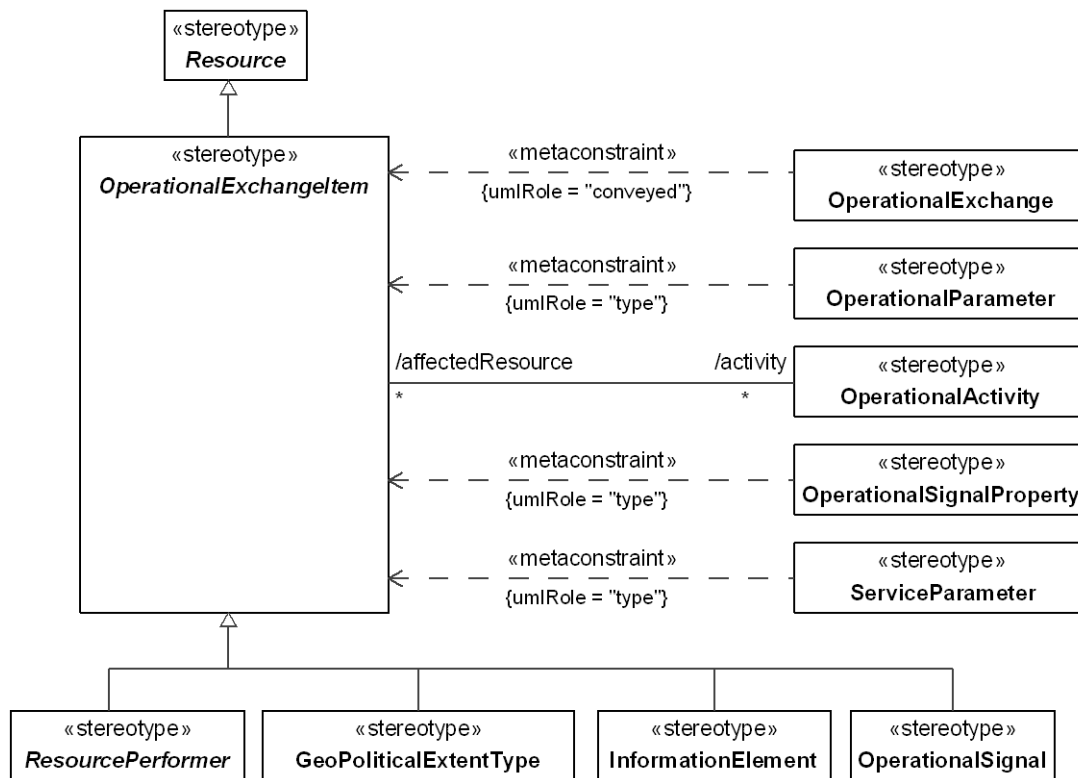 «stereotype»
Resource
«stereotype»
OperationalExchangeItem
«metaconstraint»
{umlRole = "conveyed"}
«stereotype»
OperationalExchange
«metaconstraint»
{umlRole = "type"}
«stereotype»
OperationalParameter
/affectedResource
*
/activity
*
«stereotype»
OperationalActivity
«metaconstraint»
{umlRole = "type"}
«stereotype»
OperationalSignalProperty
«metaconstraint»
{umlRole = "type"}
«stereotype»
ServiceParameter
«stereotype»
ResourcePerformer
«stereotype»
GeoPoliticalExtentType
«stereotype»
InformationElement
«stereotype»
OperationalSignal